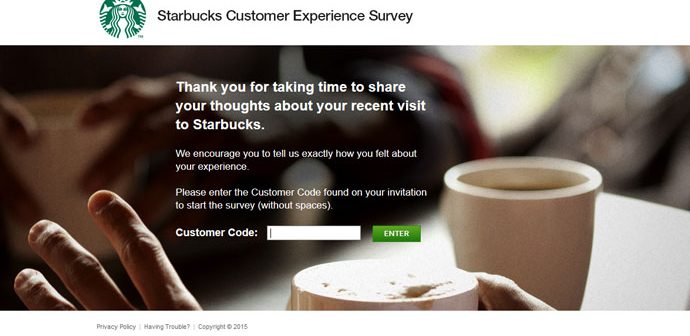 Starbucks Customer Experience Survey
Thank you for taking time to share
your thoughts about your recent visit
to Starbucks.
We encourage you to tell us exactly how you felt about
your experience.
Please enter the Customer Code found on your invitation
to start the survey (without spaces).
Customer Code: ENTER
Privacy Policy | Having Trouble? | Copyright © 2015